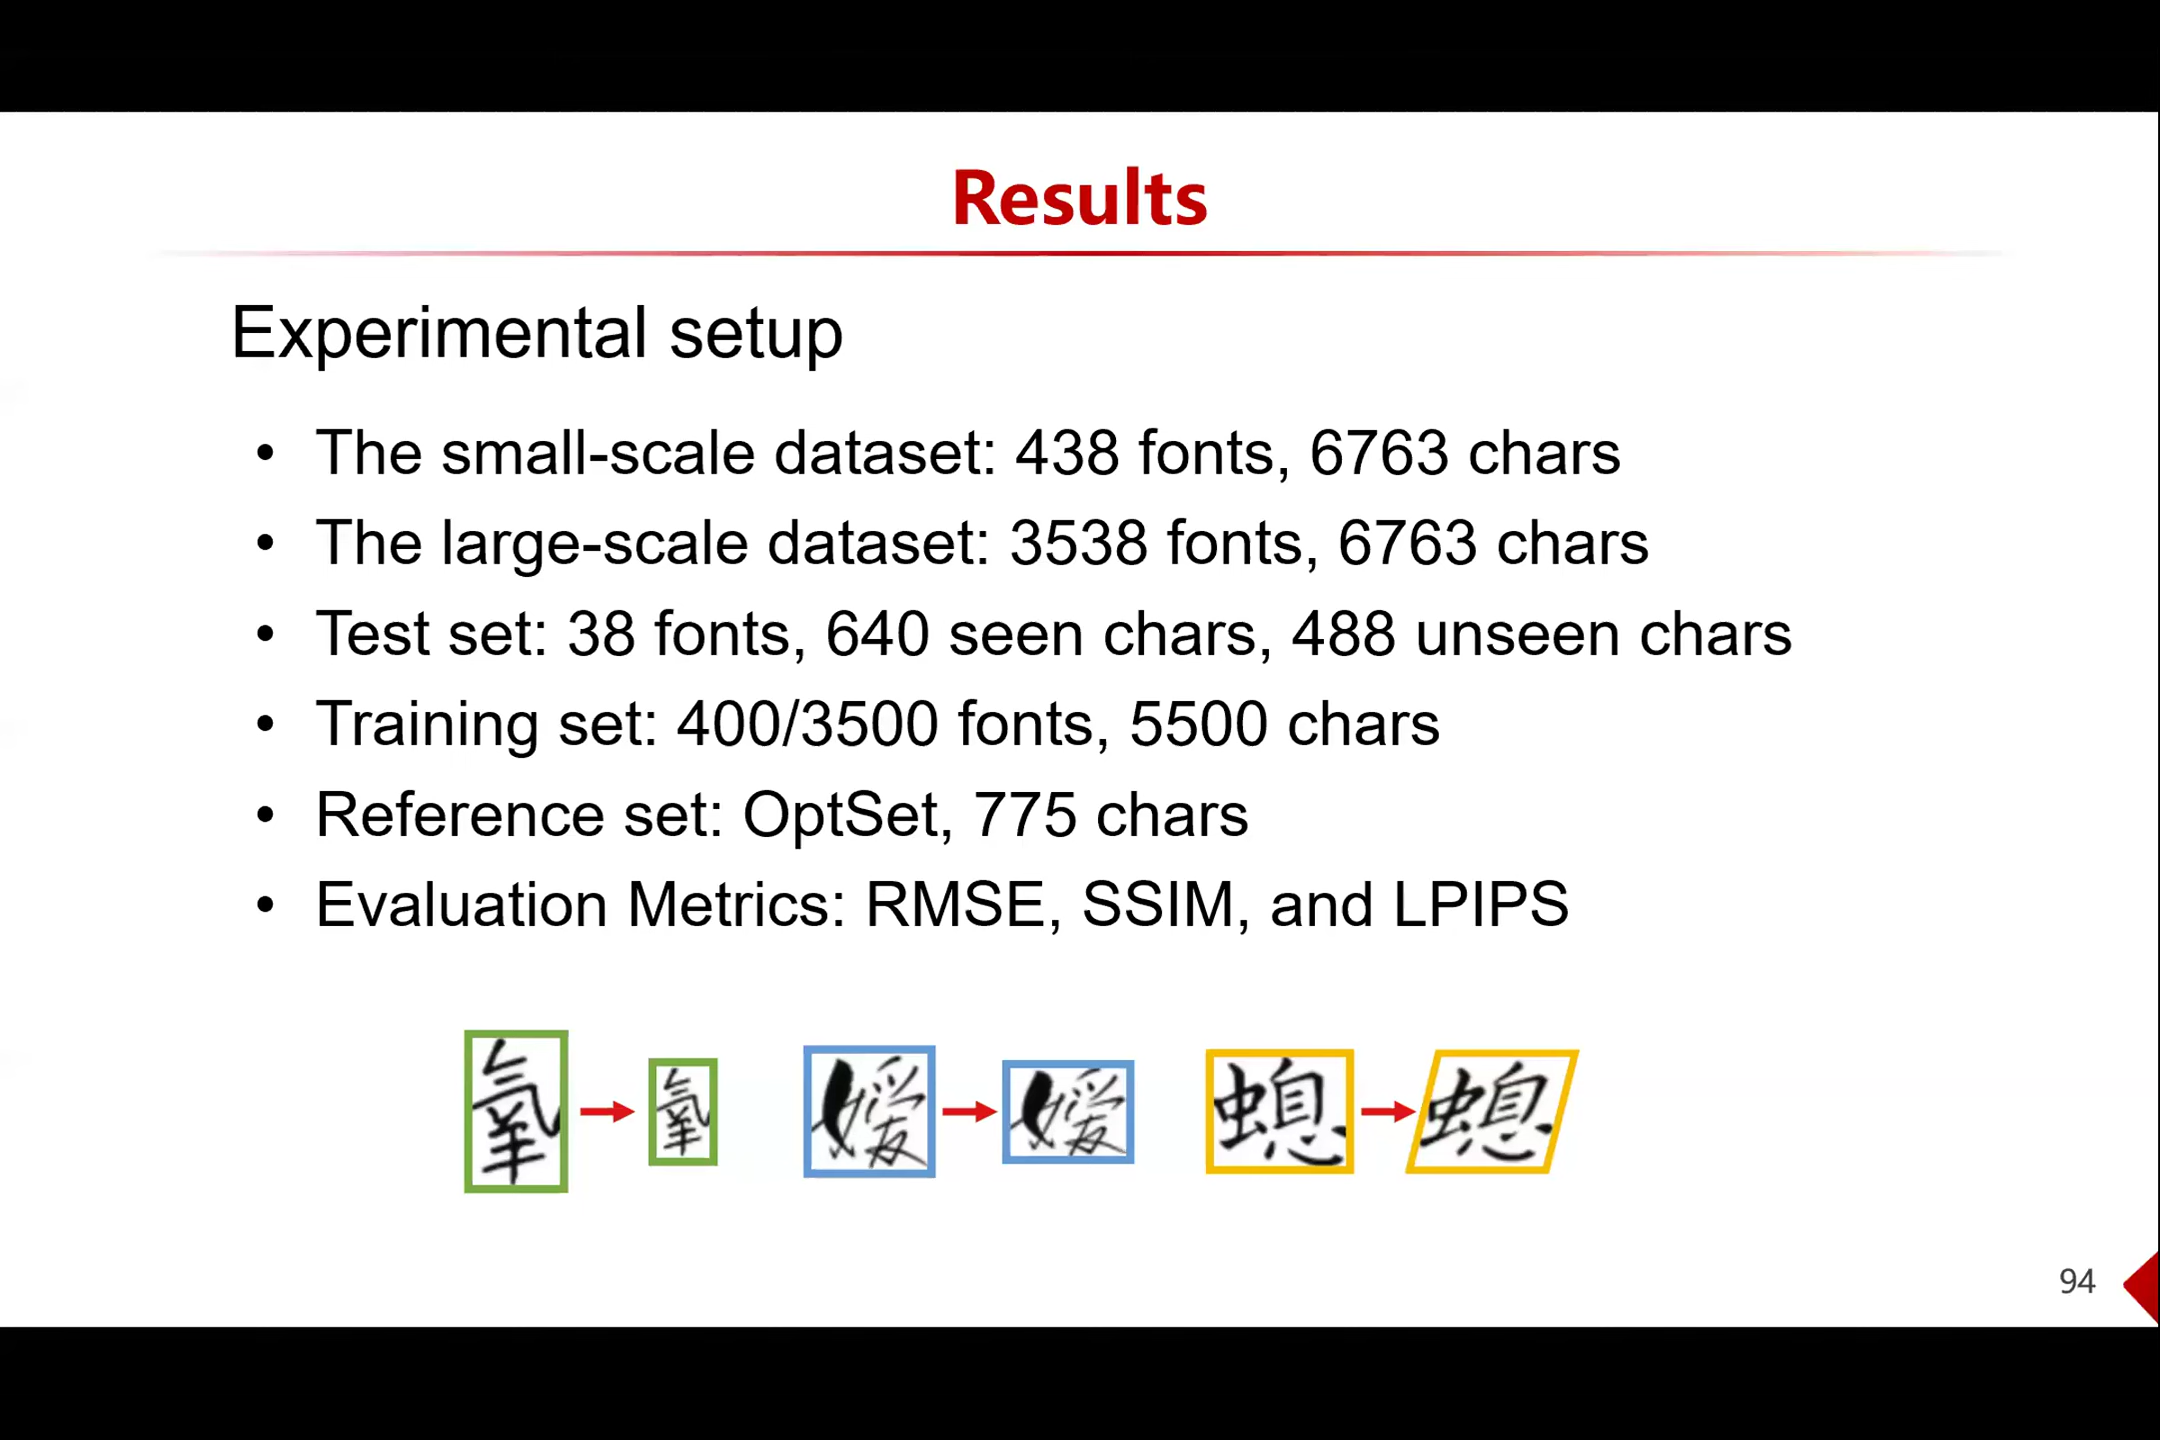 Results
Experimental setup
• The small-scale dataset: 438 fonts, 6763 chars
• The large-scale dataset: 3538 fonts, 6763 chars
• Test set: 38 fonts, 640 seen chars, 488 unseen chars
• Training set: 400/3500 fonts, 5500 chars
• Reference set: OptSet, 775 chars
• Evaluation Metrics: RMSE, SSIM, and LPIPS
氧 氧 嫒 嫒 螅 螅
94